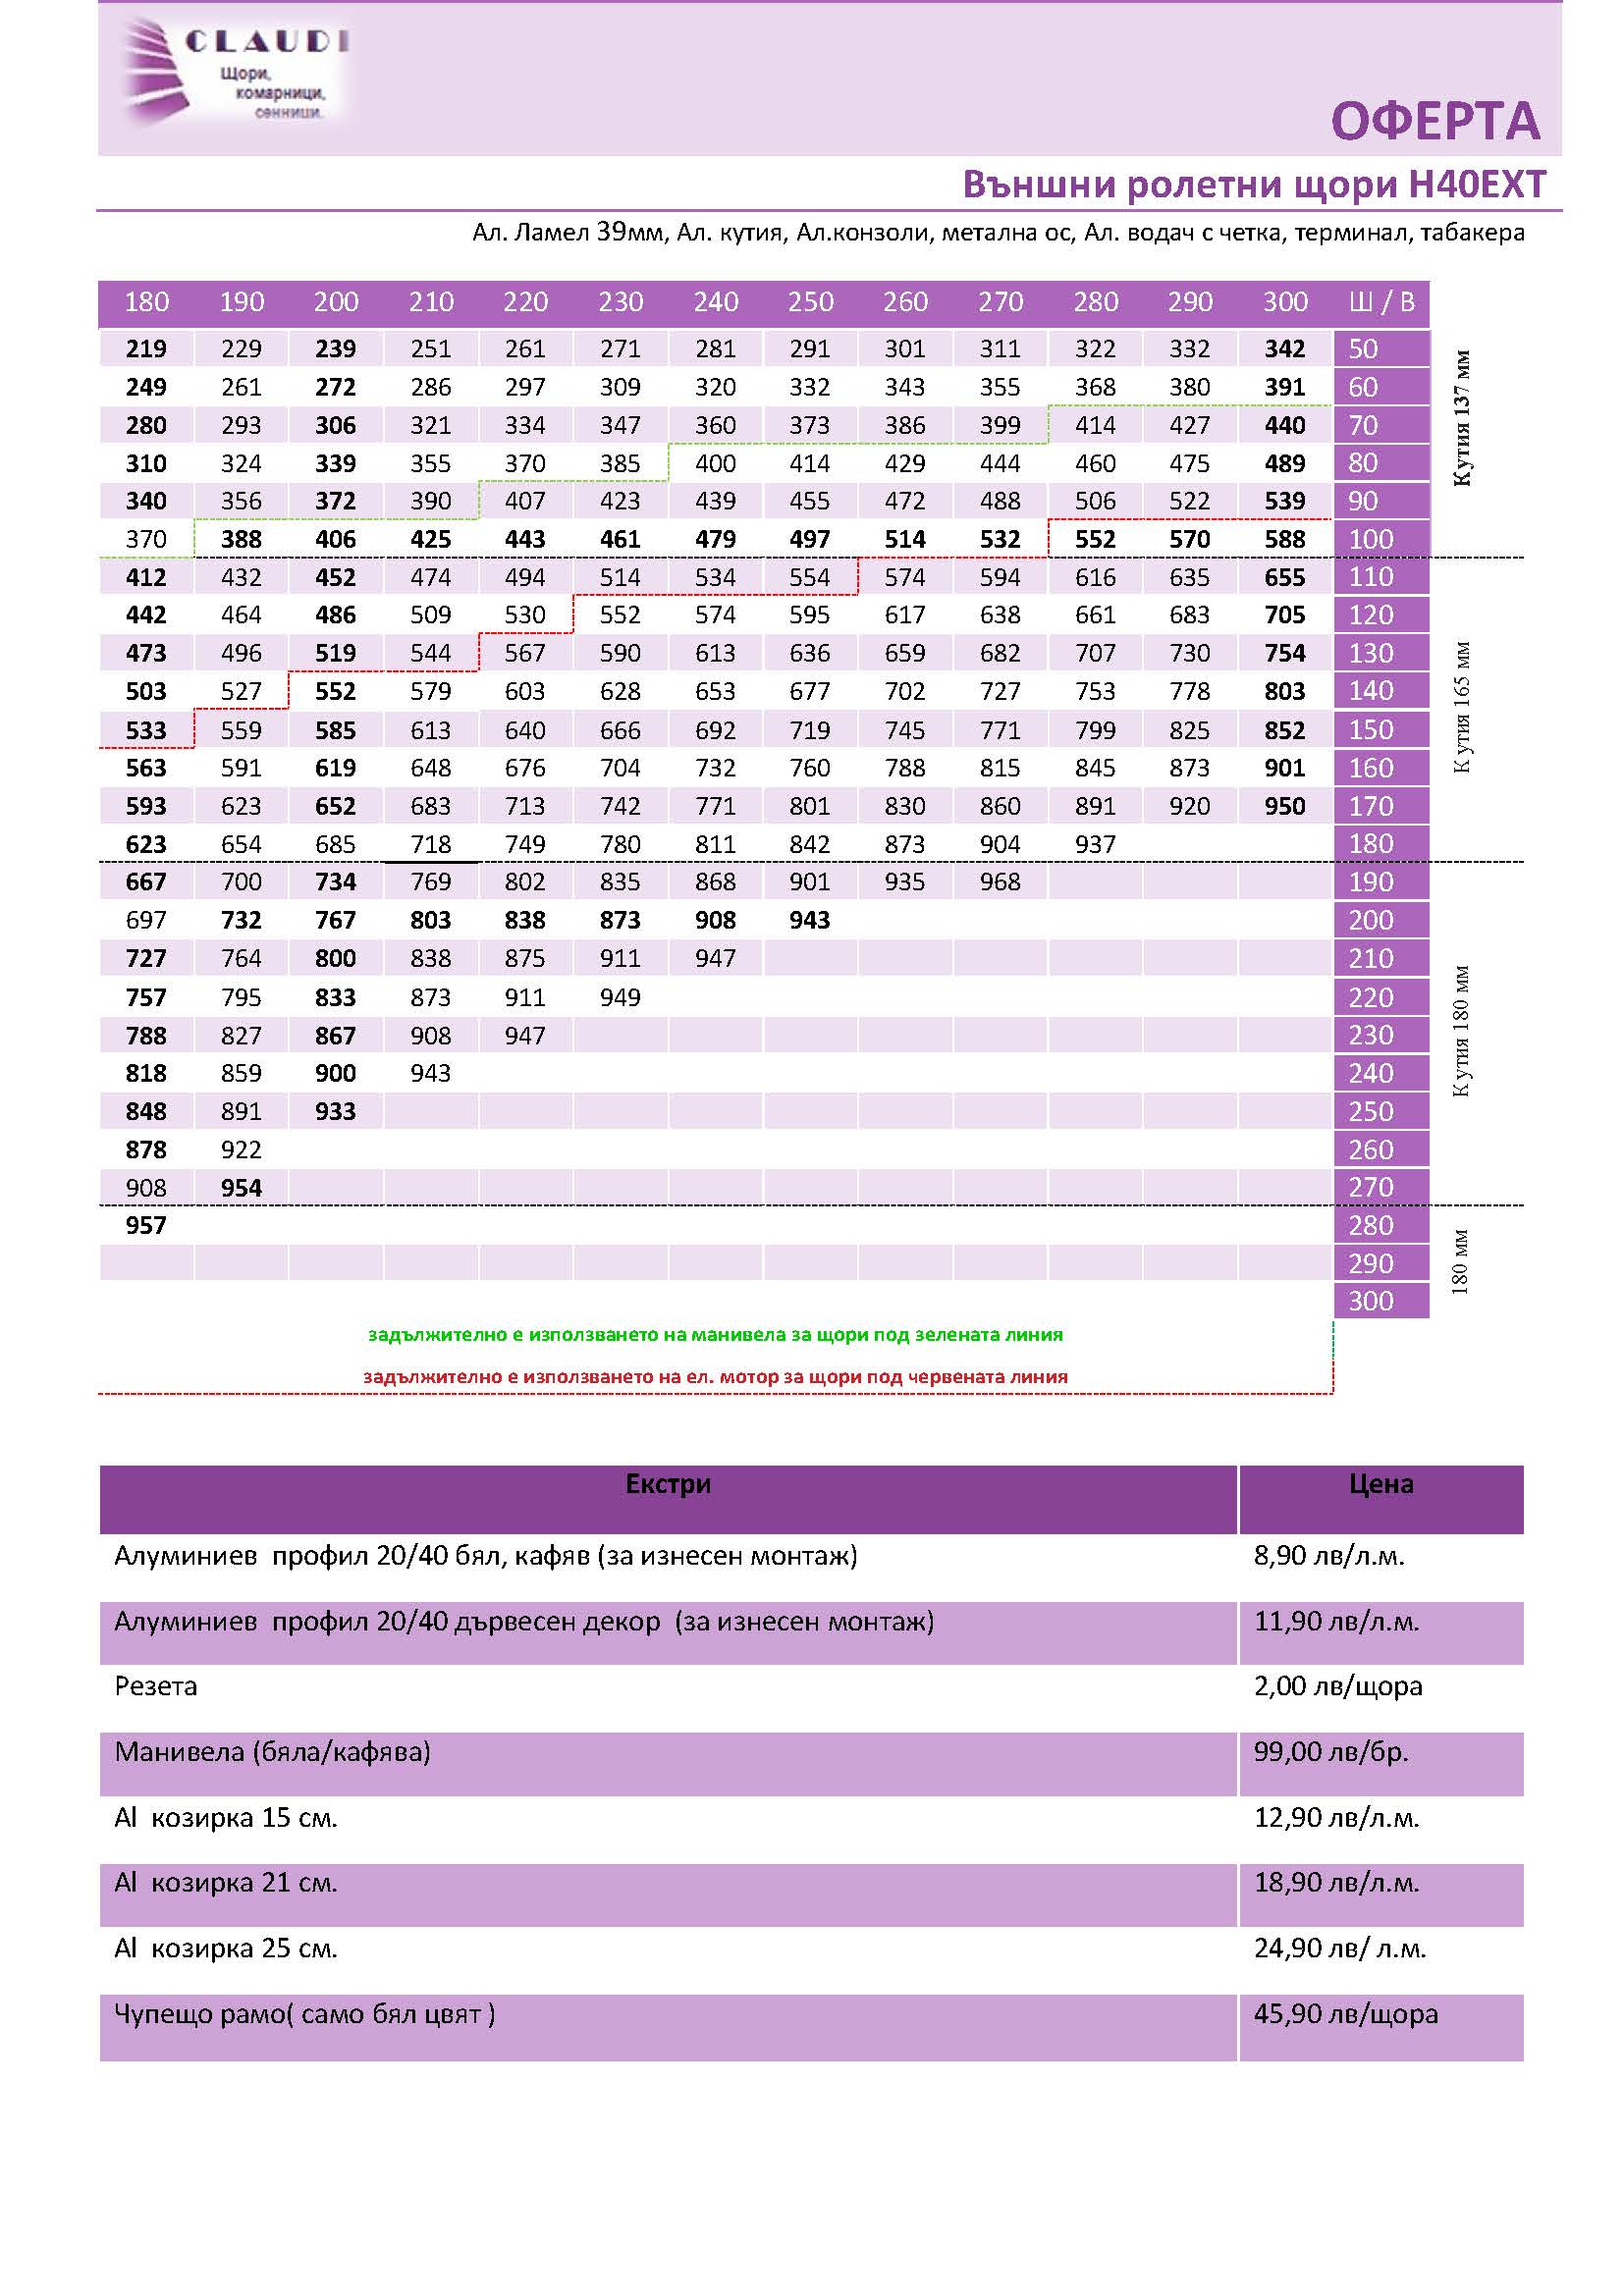 CLAUDI
Щори,
комарници,
сенници.
ОФЕРТА
Външни ролетни щори H40EXT
Ал. Ламел 39мм, Ал. кутия, Ал.конзоли, метална ос, Ал. водач с четка, терминал, табакера
180 190 200 210 220 230 240 250 260 270 280 290 300 Ш / В
219 229 239 251 261 271 281 291 301 311 322 332 342 50
249 261 272 286 297 309 320 332 343 355 368 380 391 60
280 293 306 321 334 347 360 373 386 399 414 427 440 70
310 324 339 355 370 385 400 414 429 444 460 475 489 80
340 356 372 390 407 423 439 455 472 488 506 522 539 90
370 388 406 425 443 461 479 497 514 532 552 570 588 100
Кутия 137 мм
412 432 452 474 494 514 534 554 574 594 616 635 655 110
442 464 486 509 530 552 574 595 617 638 661 683 705 120
473 496 519 544 567 590 613 636 659 682 707 730 754 130
503 527 552 579 603 628 653 677 702 727 753 778 803 140
533 559 585 613 640 666 692 719 745 771 799 825 852 150
563 591 619 648 676 704 732 760 788 815 845 873 901 160
593 623 652 683 713 742 771 801 830 860 891 920 950 170
623 654 685 718 749 780 811 842 873 904 937 180
Кутия 165 мм
667 700 734 769 802 835 868 901 935 968 190
697 732 767 803 838 873 908 943 200
727 764 800 838 875 911 947 210
757 795 833 873 911 949 220
788 827 867 908 947 230
818 859 900 943 240
848 891 933 250
878 922 260
908 954 270
Кутия 180 мм
957 280
290
300
180 мм
задължително е използването на манивела за щори под зелената линия
задължително е използването на ел. мотор за щори под червената линия
Екстри Цена
Алуминиев профил 20/40 бял, кафяв (за изнесен монтаж) 8,90 лв/л.м.
Алуминиев профил 20/40 дървесен декор (за изнесен монтаж) 11,90 лв/л.м.
Резета 2,00 лв/щора
Манивела (бяла/кафява) 99,00 лв/бр.
Al козирка 15 см. 12,90 лв/л.м.
Al козирка 21 см. 18,90 лв/л.м.
Al козирка 25 см. 24,90 лв/ л.м.
Чупещо рамо( само бял цвят ) 45,90 лв/щора